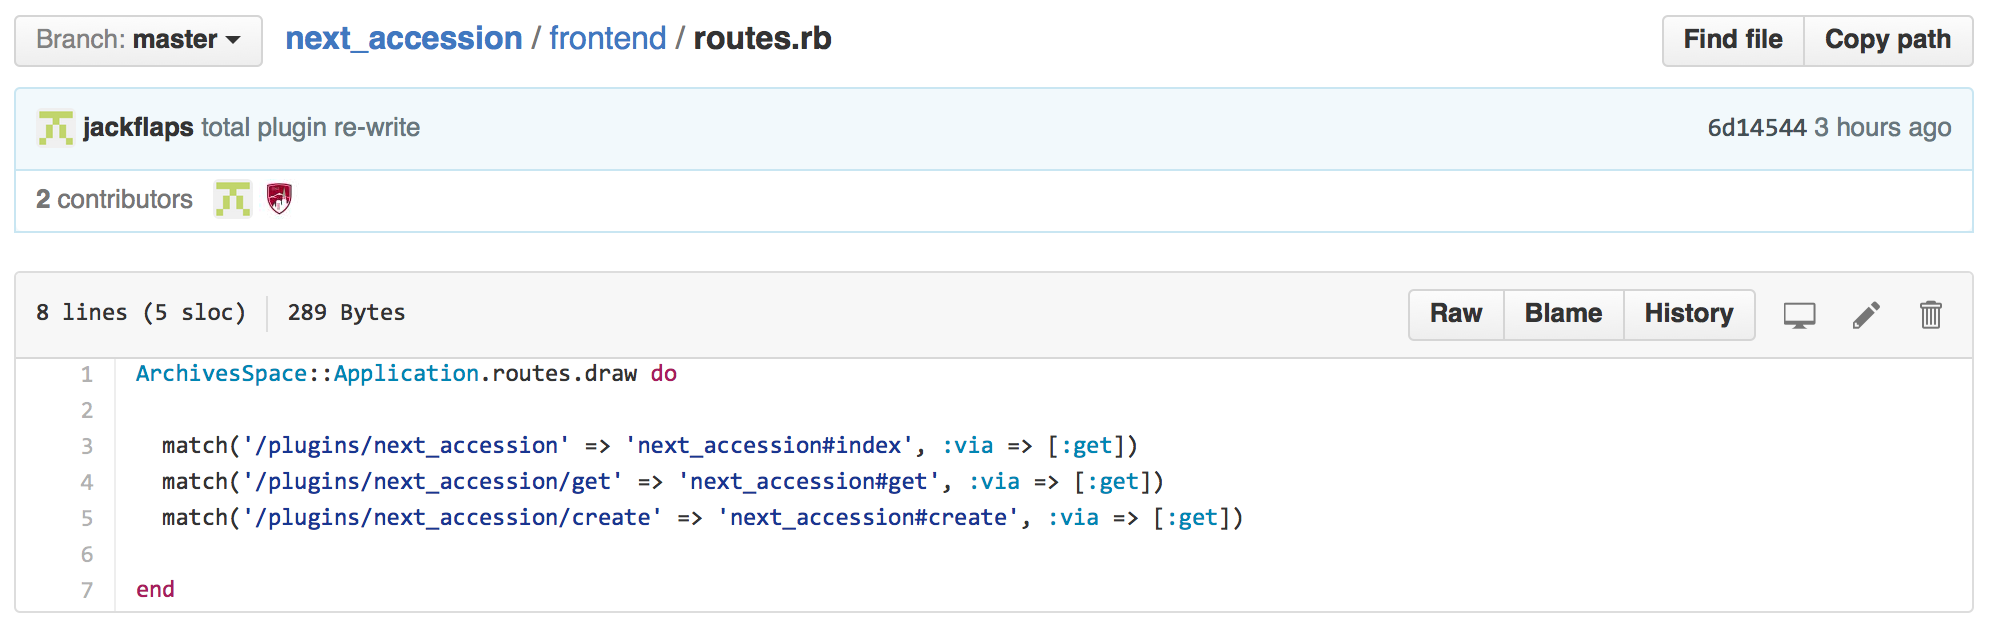 Branch: master next_accession / frontend / routes.rb Find file Copy path
jackflaps total plugin re-write 6d14544 3 hours ago
2 contributors
8 lines (5 sloc) 289 Bytes Raw Blame History
1 ArchivesSpace::Application.routes.draw do
2
3   match('/plugins/next_accession' => 'next_accession#index', :via => [:get])
4   match('/plugins/next_accession/get' => 'next_accession#get', :via => [:get])
5   match('/plugins/next_accession/create' => 'next_accession#create', :via => [:get])
6
7 end